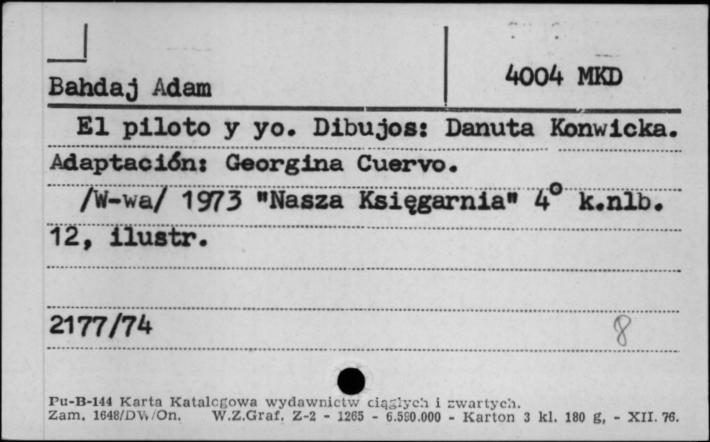 Bahdaj Adam
4004 MKD
El piloto y yo. Dibujos: Danuta Konwicka.
Adaptación: Georgina Cuervo.
/W-wa/ 1973 "Nasza Księgarnia" 4° k.nlb.
12, ilustr.
2177/74
8
Pu-B-144 Karta Katalogowa wydawnictw ciągłych i zwartych.
Zam. 1648/DW/On. W.Z.Graf. Z-2 - 1265 - 6.590.000 - Karton 3 kl. 180 g, - XII. 76.